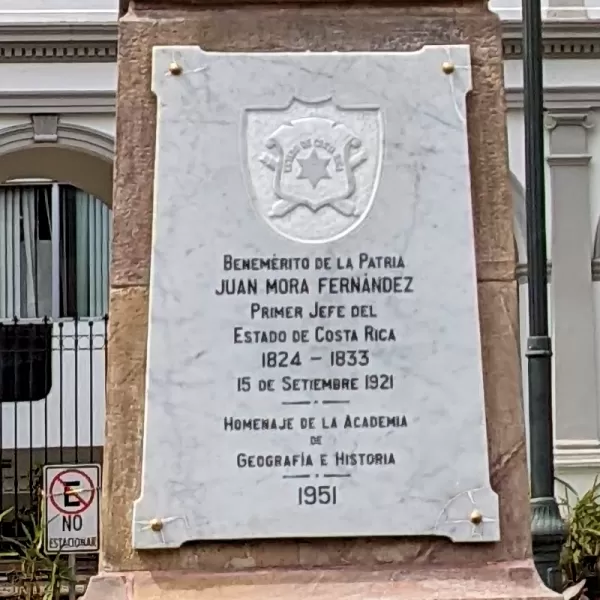 ESTADO DE COSTA RICA
BENEMÉRITO DE LA PATRIA
JUAN MORA FERNÁNDEZ
PRIMER JEFE DEL
ESTADO DE COSTA RICA
1824 – 1833
15 DE SETIEMBRE 1921
HOMENAJE DE LA ACADEMIA
DE
GEOGRAFÍA E HISTORIA
1951
E
NO
ESTACIONAR